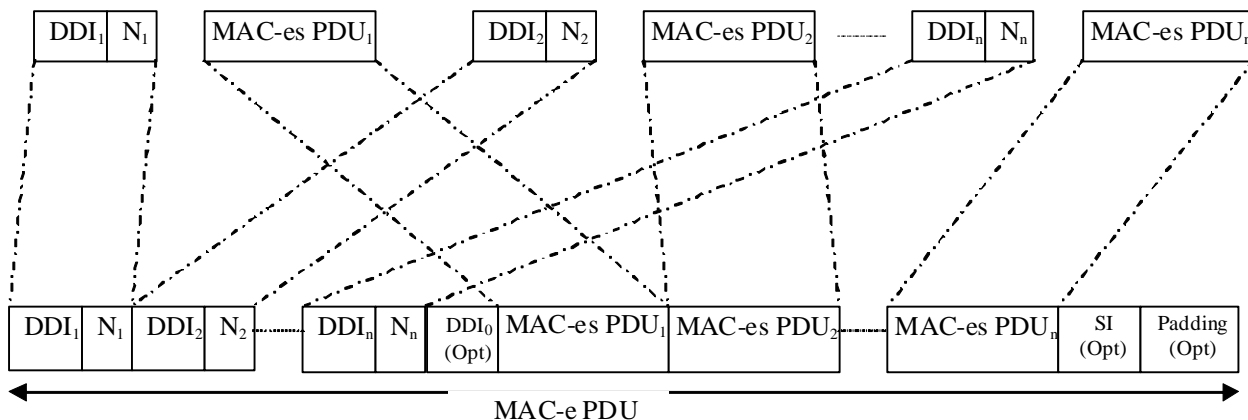 DDI₁ N₁ MAC-es PDU₁ DDI₂ N₂ MAC-es PDU₂ DDIₙ Nₙ MAC-es PDUₙ
DDI₁ N₁ DDI₂ N₂ DDIₙ Nₙ DDI₀ (Opt) MAC-es PDU₁ MAC-es PDU₂ MAC-es PDUₙ SI (Opt) Padding (Opt)
MAC-e PDU